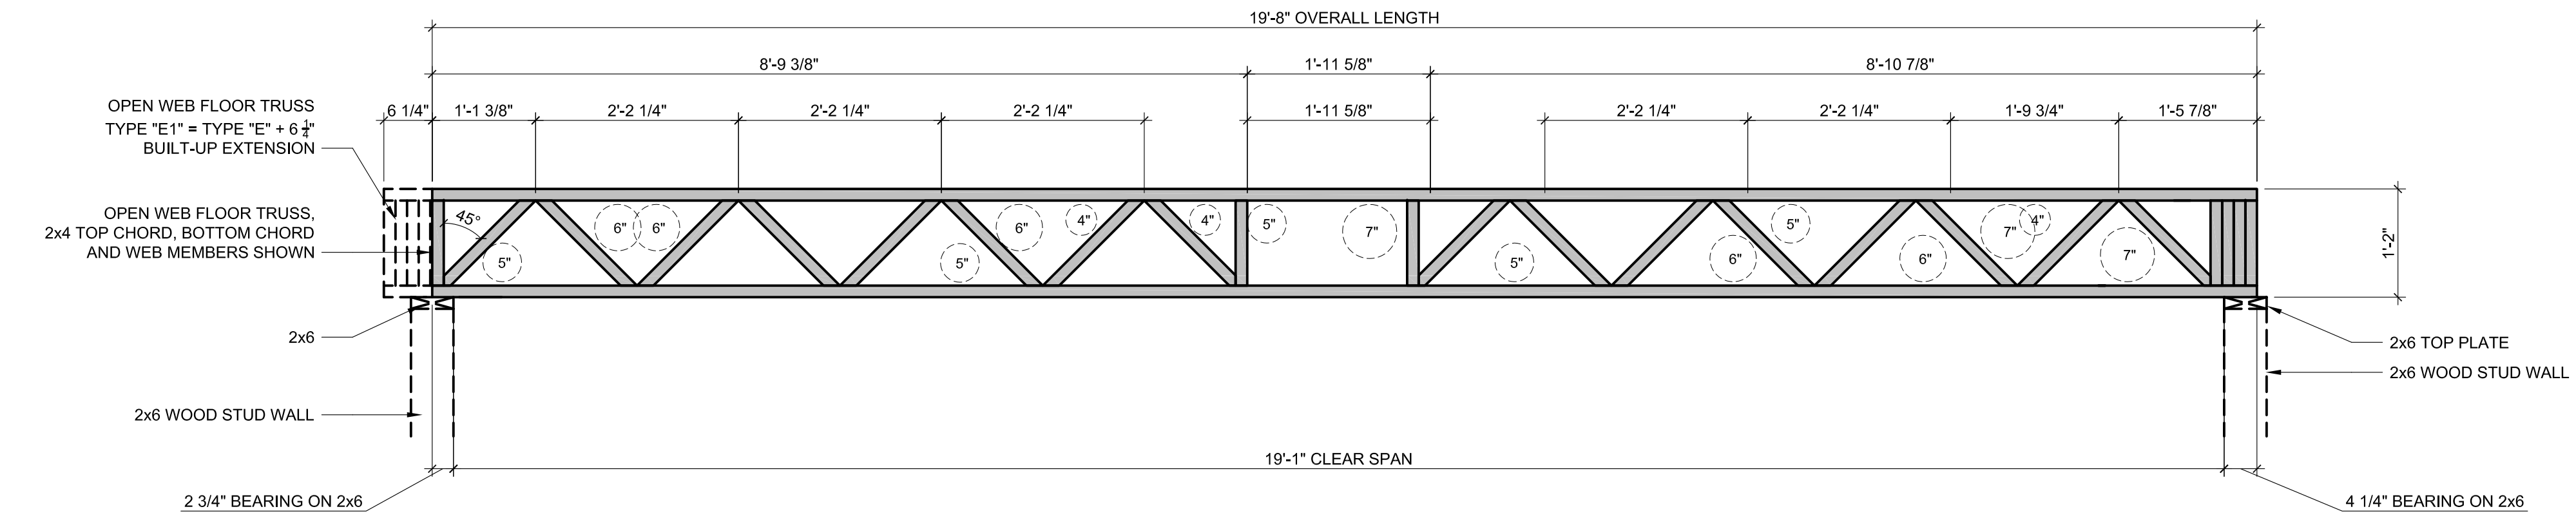 19'-8" OVERALL LENGTH
8'-9 3/8"
1'-11 5/8"
8'-10 7/8"
OPEN WEB FLOOR TRUSS
TYPE "E1" = TYPE "E" + 6 1/4"
BUILT-UP EXTENSION
6 1/4"
1'-1 3/8"
2'-2 1/4"
2'-2 1/4"
2'-2 1/4"
1'-11 5/8"
2'-2 1/4"
2'-2 1/4"
1'-9 3/4"
1'-5 7/8"
OPEN WEB FLOOR TRUSS,
2x4 TOP CHORD, BOTTOM CHORD
AND WEB MEMBERS SHOWN
45°
5"
6"
6"
5"
6"
4"
4"
5"
7"
5"
6"
5"
6"
7"
4"
7"
1'-2"
2x6
2x6 TOP PLATE
2x6 WOOD STUD WALL
2x6 WOOD STUD WALL
19'-1" CLEAR SPAN
2 3/4" BEARING ON 2x6
4 1/4" BEARING ON 2x6